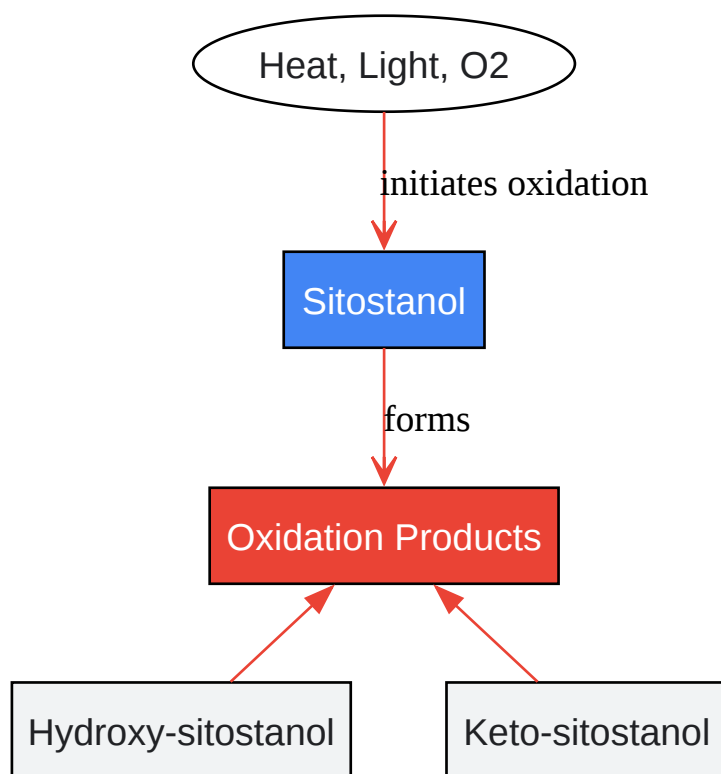 Heat, Light, O2
initiates oxidation
Sitostanol
forms
Oxidation Products
Hydroxy-sitostanol
Keto-sitostanol